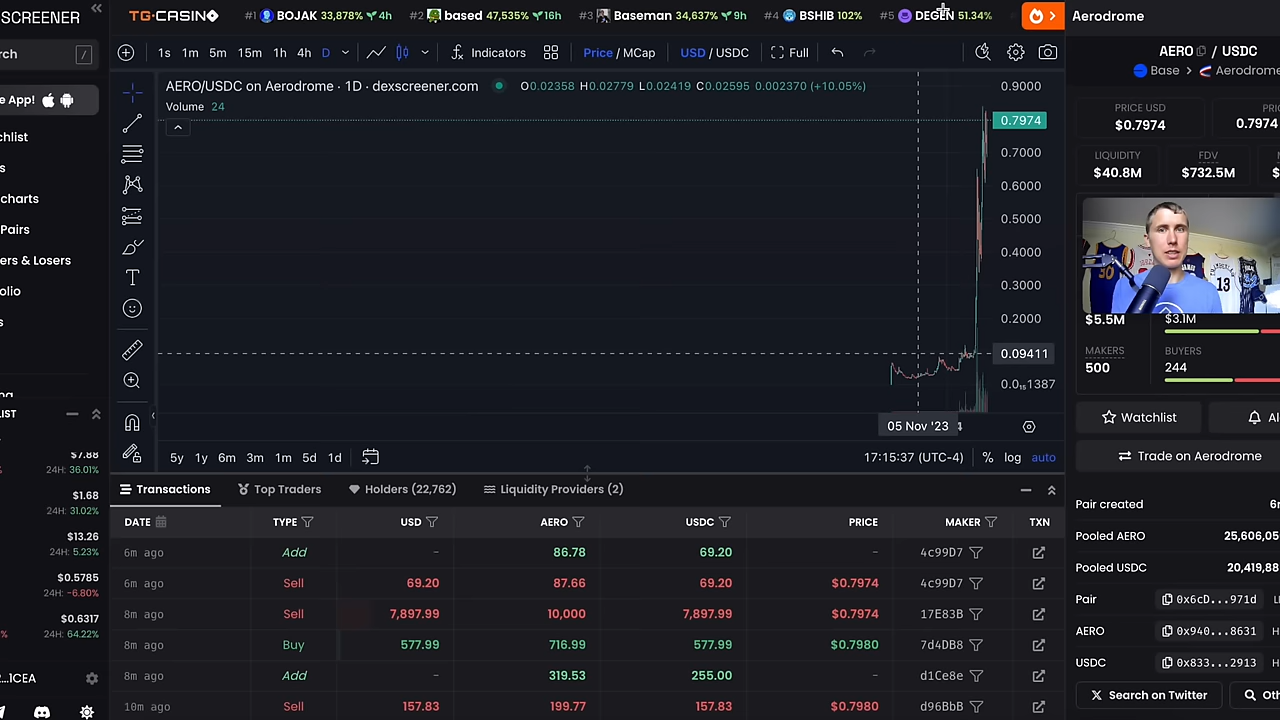 SCREENER
TG.CASINO #1 BOJAK 33,878% 4h #2 based 47,535% 16h #3 Baseman 34,637% 9h #4 BSHIB 102% #5 DEGEN 51.34%
Aerodrome
rch /
1s 1m 5m 15m 1h 4h D Indicators Price / MCap USD / USDC Full
AERO / USDC
Base > Aerodrome
AERO/USDC on Aerodrome · 1D · dexscreener.com O0.02358 H0.02779 L0.02419 C0.02595 0.002370 (+10.05%)
Volume 24
e App!
hlist
s
charts
Pairs
ers & Losers
olio
s
0.9000
0.7974
0.7000
0.6000
0.5000
0.4000
0.3000
0.2000
0.09411
0.0₁₅1387
05 Nov '23 4
PRICE USD
$0.7974
PRI
0.7974
LIQUIDITY
$40.8M
FDV
$732.5M
$
30
13
$5.5M
$3.1M
MAKERS
500
BUYERS
244
Watchlist
Al
5y 1y 6m 3m 1m 5d 1d 17:15:37 (UTC-4) % log auto
Trade on Aerodrome
LIST
$7.88
24H: 36.01%
$1.68
24H: 31.02%
$13.26
24H: 5.23%
$0.5785
24H: -6.80%
$0.6317
24H: 64.22%
...1CEA
Transactions Top Traders Holders (22,762) Liquidity Providers (2)
DATE TYPE USD AERO USDC PRICE MAKER TXN
6m ago Add - 86.78 69.20 - 4c99D7
6m ago Sell 69.20 87.66 69.20 $0.7974 4c99D7
8m ago Sell 7,897.99 10,000 7,897.99 $0.7974 17E83B
8m ago Buy 577.99 716.99 577.99 $0.7980 7d4DB8
8m ago Add - 319.53 255.00 - d1Ce8e
10m ago Sell 157.83 199.77 157.83 $0.7980 d96BbB
Pair created 6m
Pooled AERO 25,606,05
Pooled USDC 20,419,88
Pair 0x6cD...971d
AERO 0x940...8631 H
USDC 0x833...2913 H
Search on Twitter
Oth